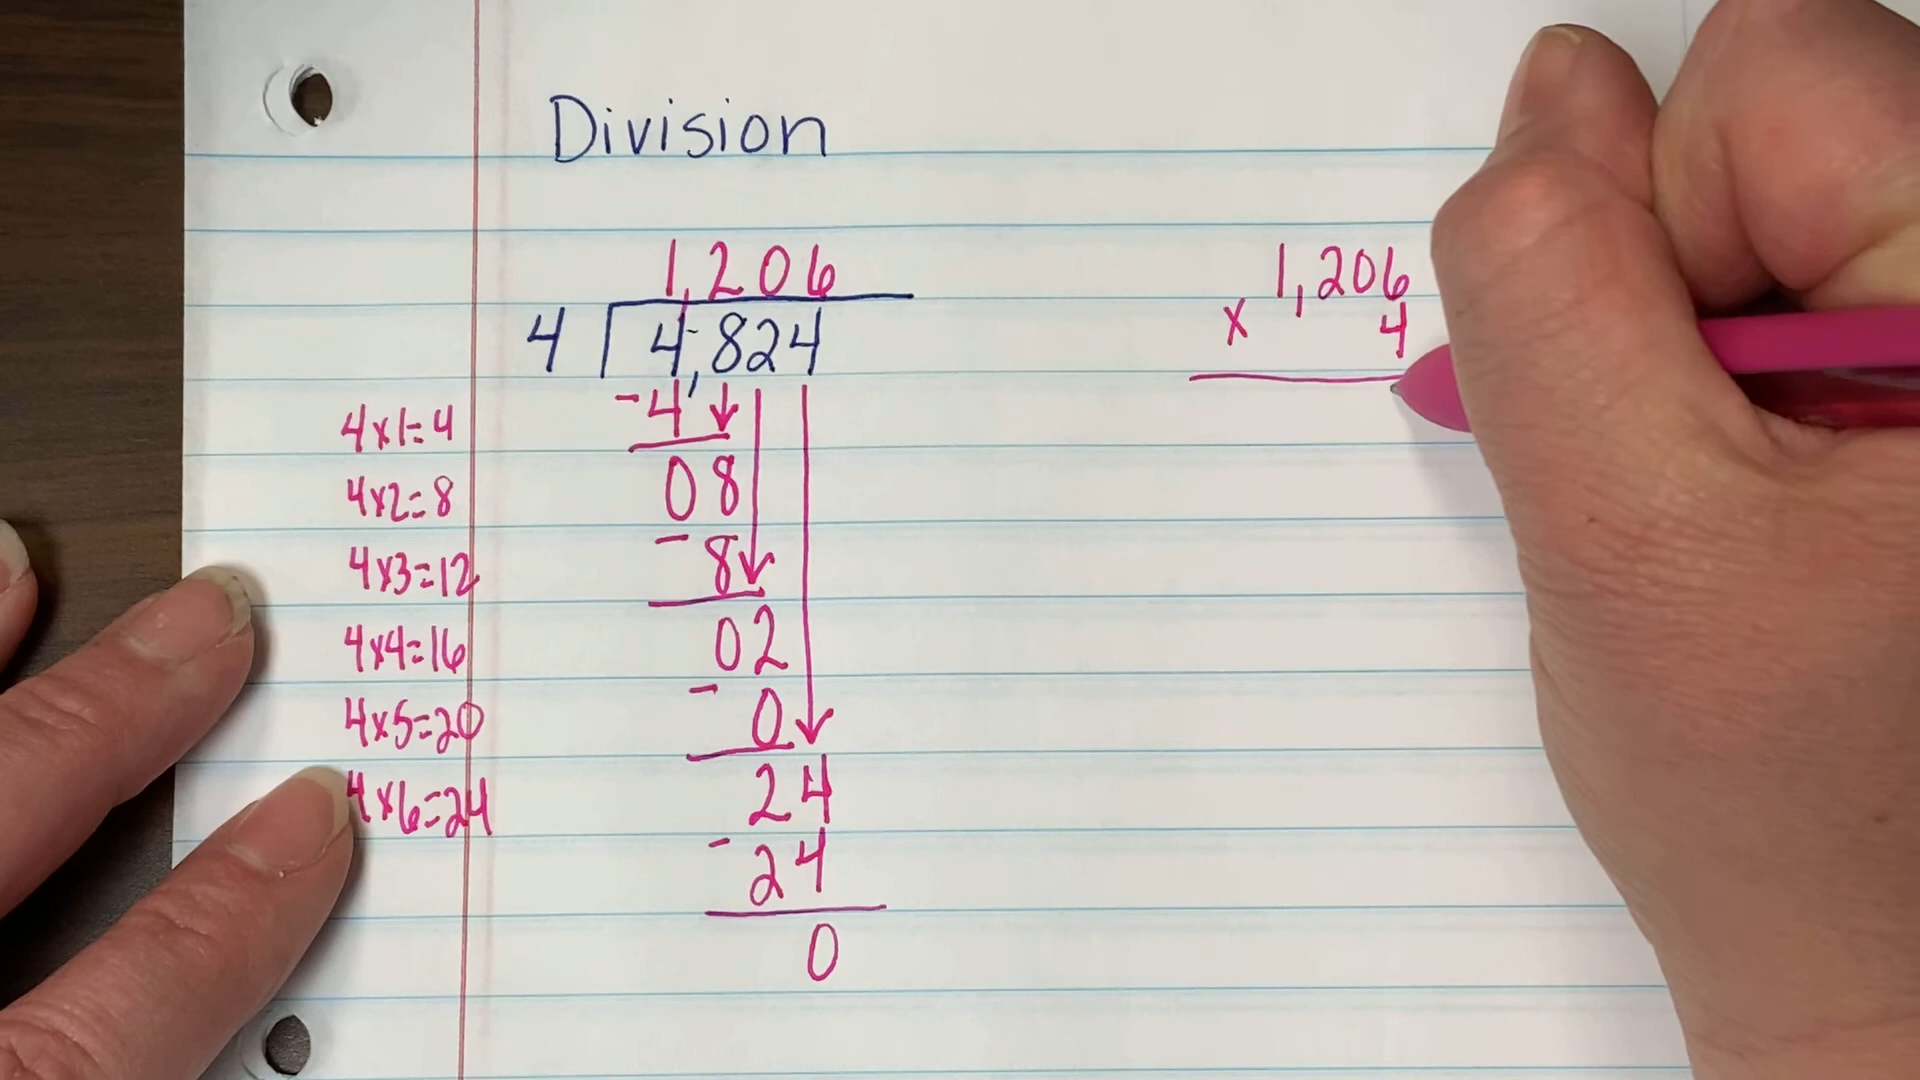 Division
1,206
4 4,824
-4
08
-8
02
-0
24
-24
0
4x1=4
4x2=8
4x3=12
4x4=16
4x5=20
4x6=24
1,206
x 4